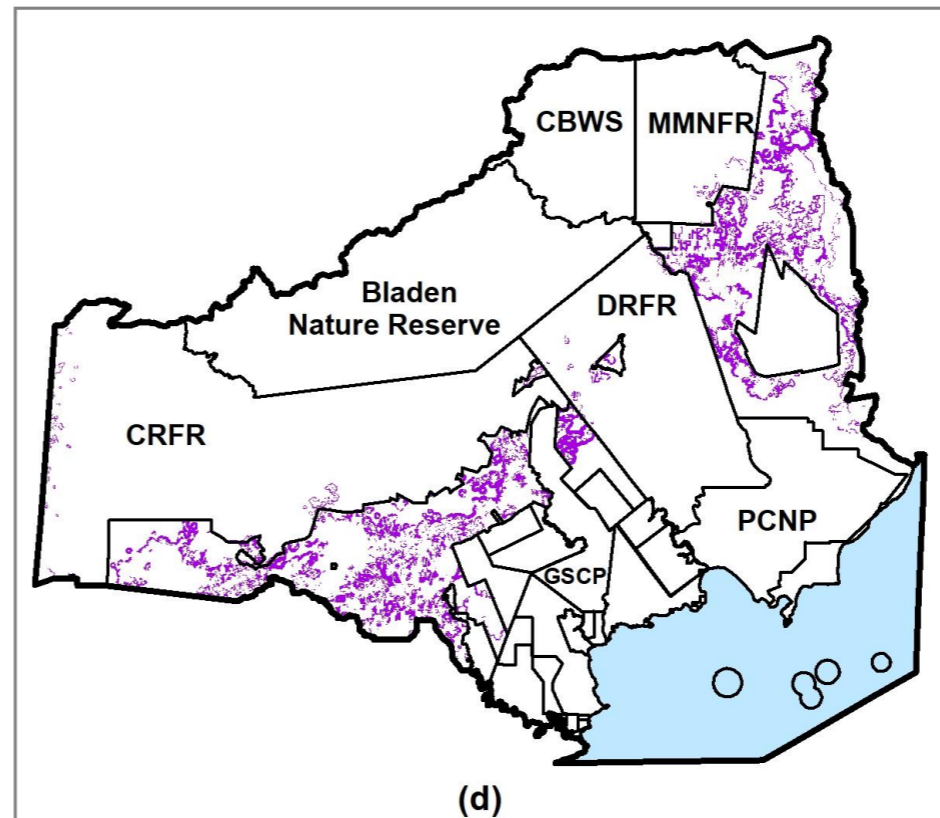 CBWS
MMNFR
Bladen
Nature Reserve
DRFR
CRFR
PCNP
GSCP
(d)